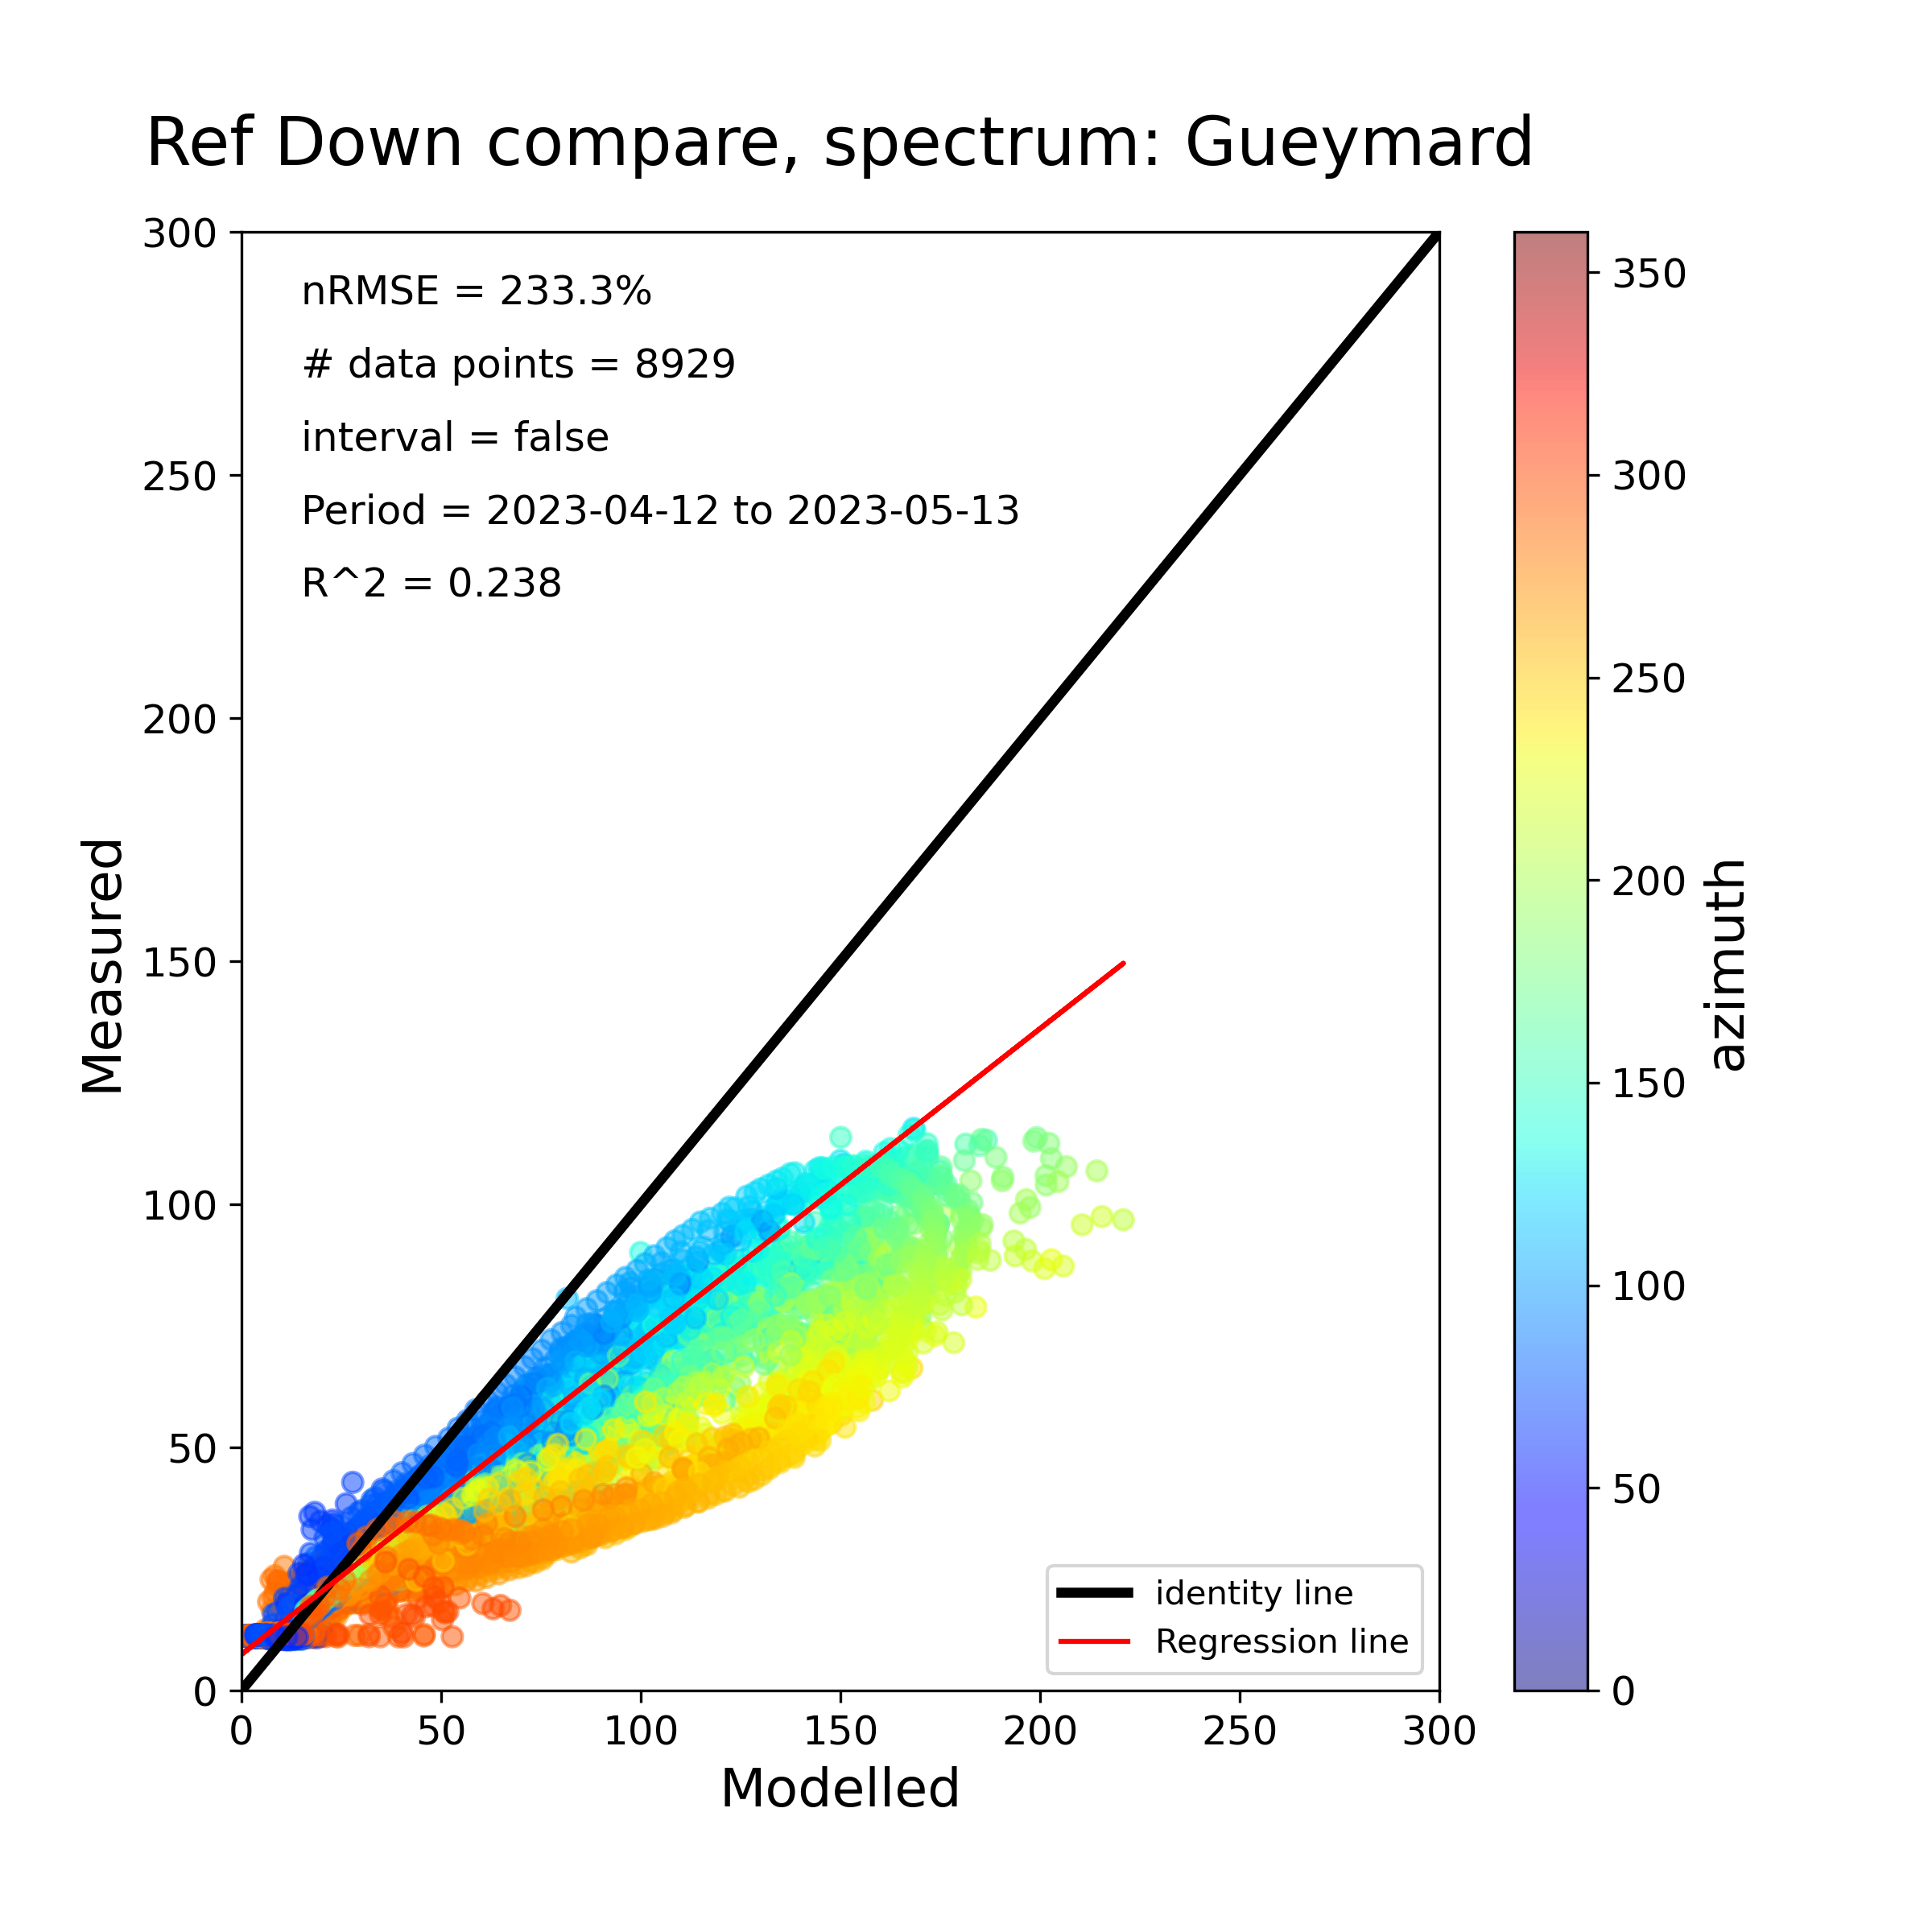 Ref Down compare, spectrum: Gueymard
nRMSE = 233.3%
# data points = 8929
interval = false
Period = 2023-04-12 to 2023-05-13
R^2 = 0.238
300
250
200
150
100
50
0
Measured
0 50 100 150 200 250 300
Modelled
identity line
Regression line
350
300
250
200
150
100
50
0
azimuth